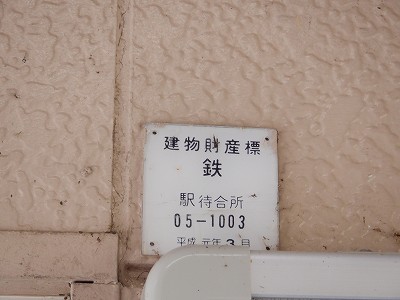 建物財産標
鉄
駅待合所
05-1003
平成 元年 3月